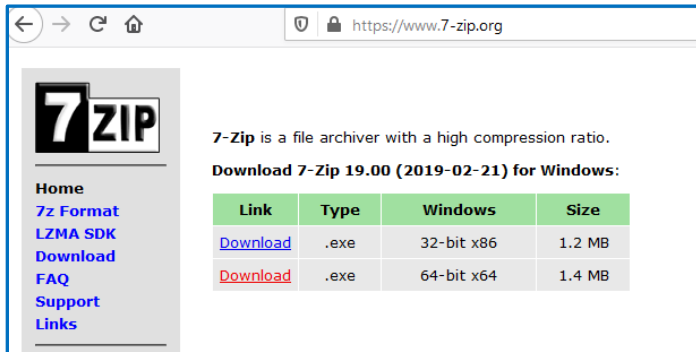 https://www.7-zip.org
7ZIP
Home
7z Format
LZMA SDK
Download
FAQ
Support
Links
7-Zip is a file archiver with a high compression ratio.
Download 7-Zip 19.00 (2019-02-21) for Windows:
Link Type Windows Size
Download .exe 32-bit x86 1.2 MB
Download .exe 64-bit x64 1.4 MB